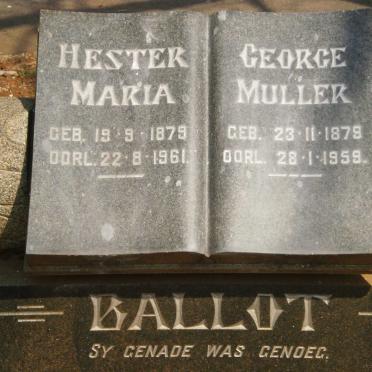 HESTER
MARIA
GEB. 19·9·1879
OORL. 22·8·1961.
GEORGE
MULLER
GEB. 23·11·1879
OORL. 28·1·1959.
BALLOT
SY GENADE WAS GENOEG.